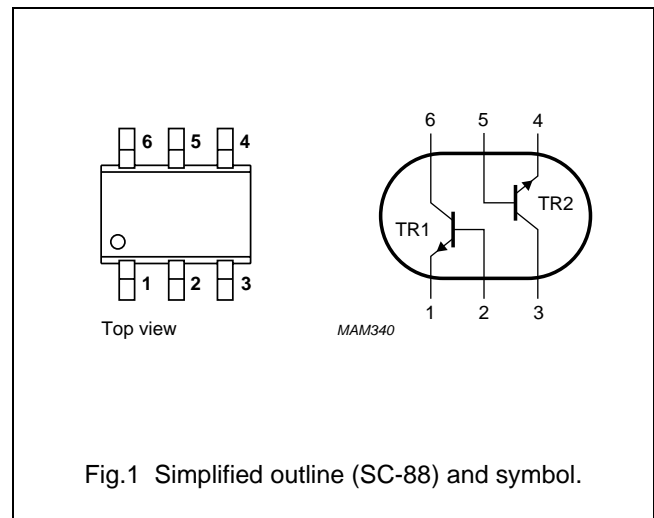 6 5 4
1 2 3
Top view
6 5 4
TR1 TR2
1 2 3
MAM340
Fig.1 Simplified outline (SC-88) and symbol.